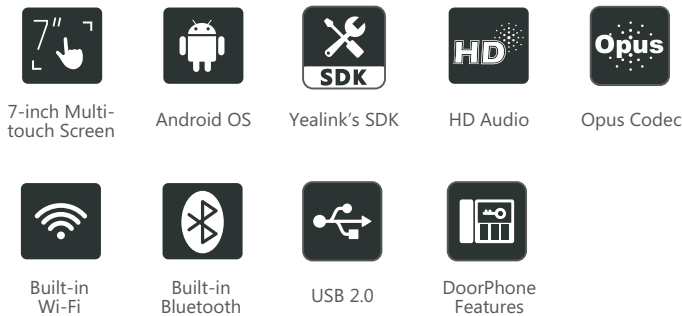 7"
SDK
HD
Opus
7-inch Multi-
touch Screen
Android OS
Yealink's SDK
HD Audio
Opus Codec
Built-in
Wi-Fi
Built-in
Bluetooth
USB 2.0
DoorPhone
Features